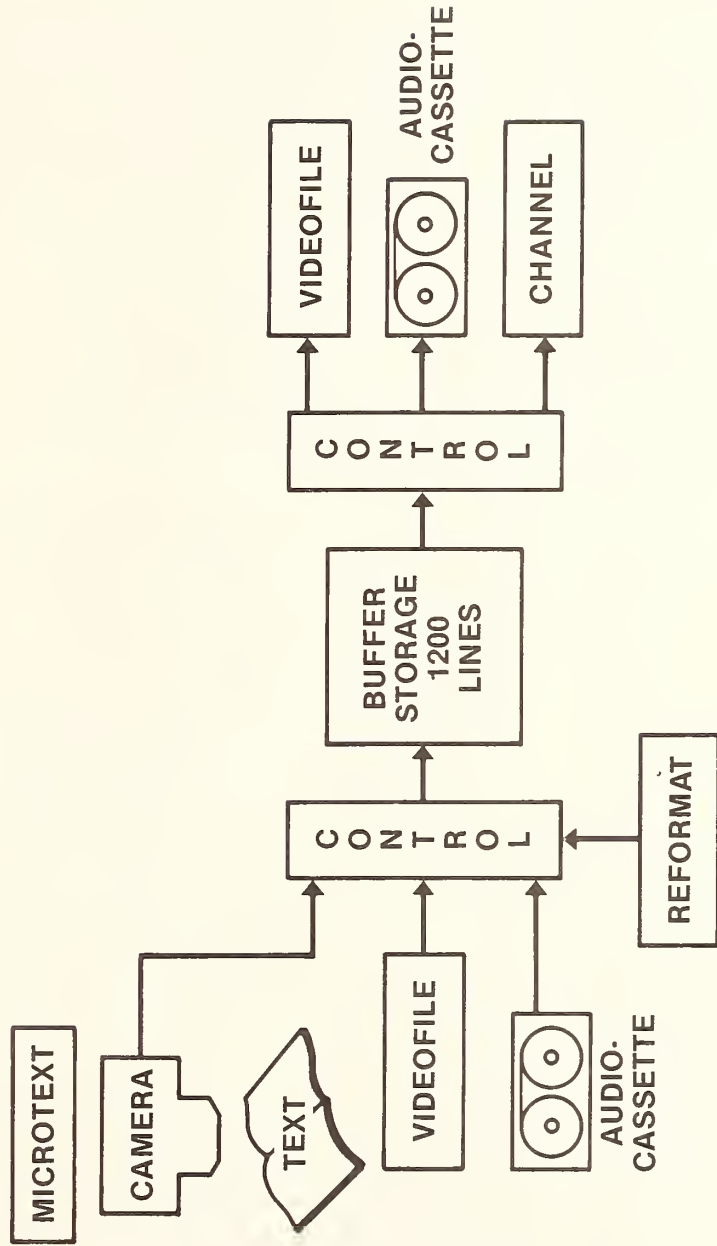 MICROTEXT
CAMERA
TEXT
VIDEOFILE
AUDIO-
CASSETTE
CONTROL
REFORMAT
BUFFER
STORAGE
1200
LINES
CONTROL
VIDEOFILE
AUDIO-
CASSETTE
CHANNEL